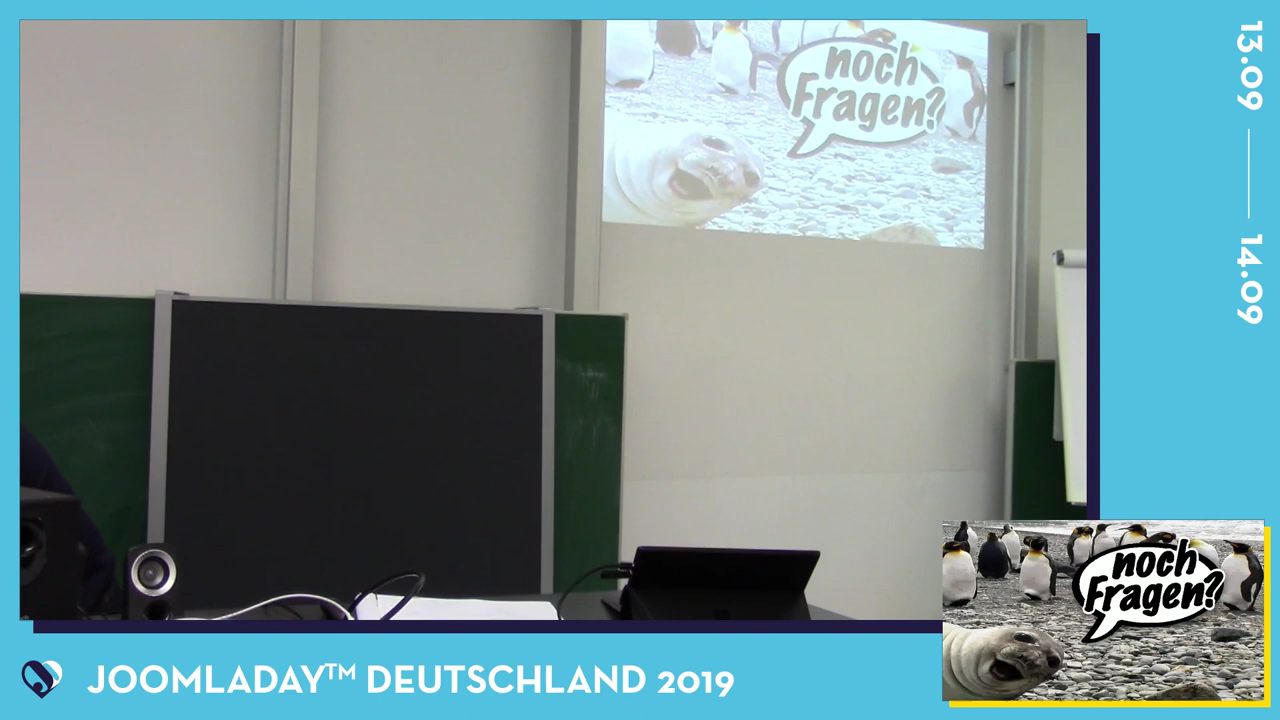 noch
Fragen?
13.09
14.09
noch
Fragen?
JOOMLADAY™ DEUTSCHLAND 2019